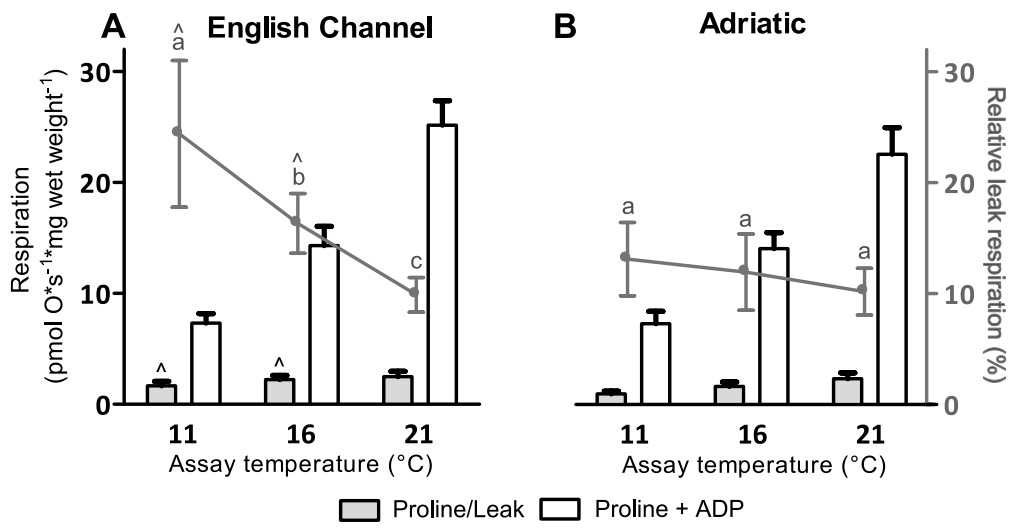 A English Channel
B Adriatic
Respiration
(pmol O*s⁻¹*mg wet weight⁻¹)
30
20
10
0
^
a
^
b
c
^
^
11 16 21
Assay temperature (°C)
a
a
a
11 16 21
Assay temperature (°C)
30
20
10
0
Relative leak
respiration (%)
Proline/Leak Proline + ADP